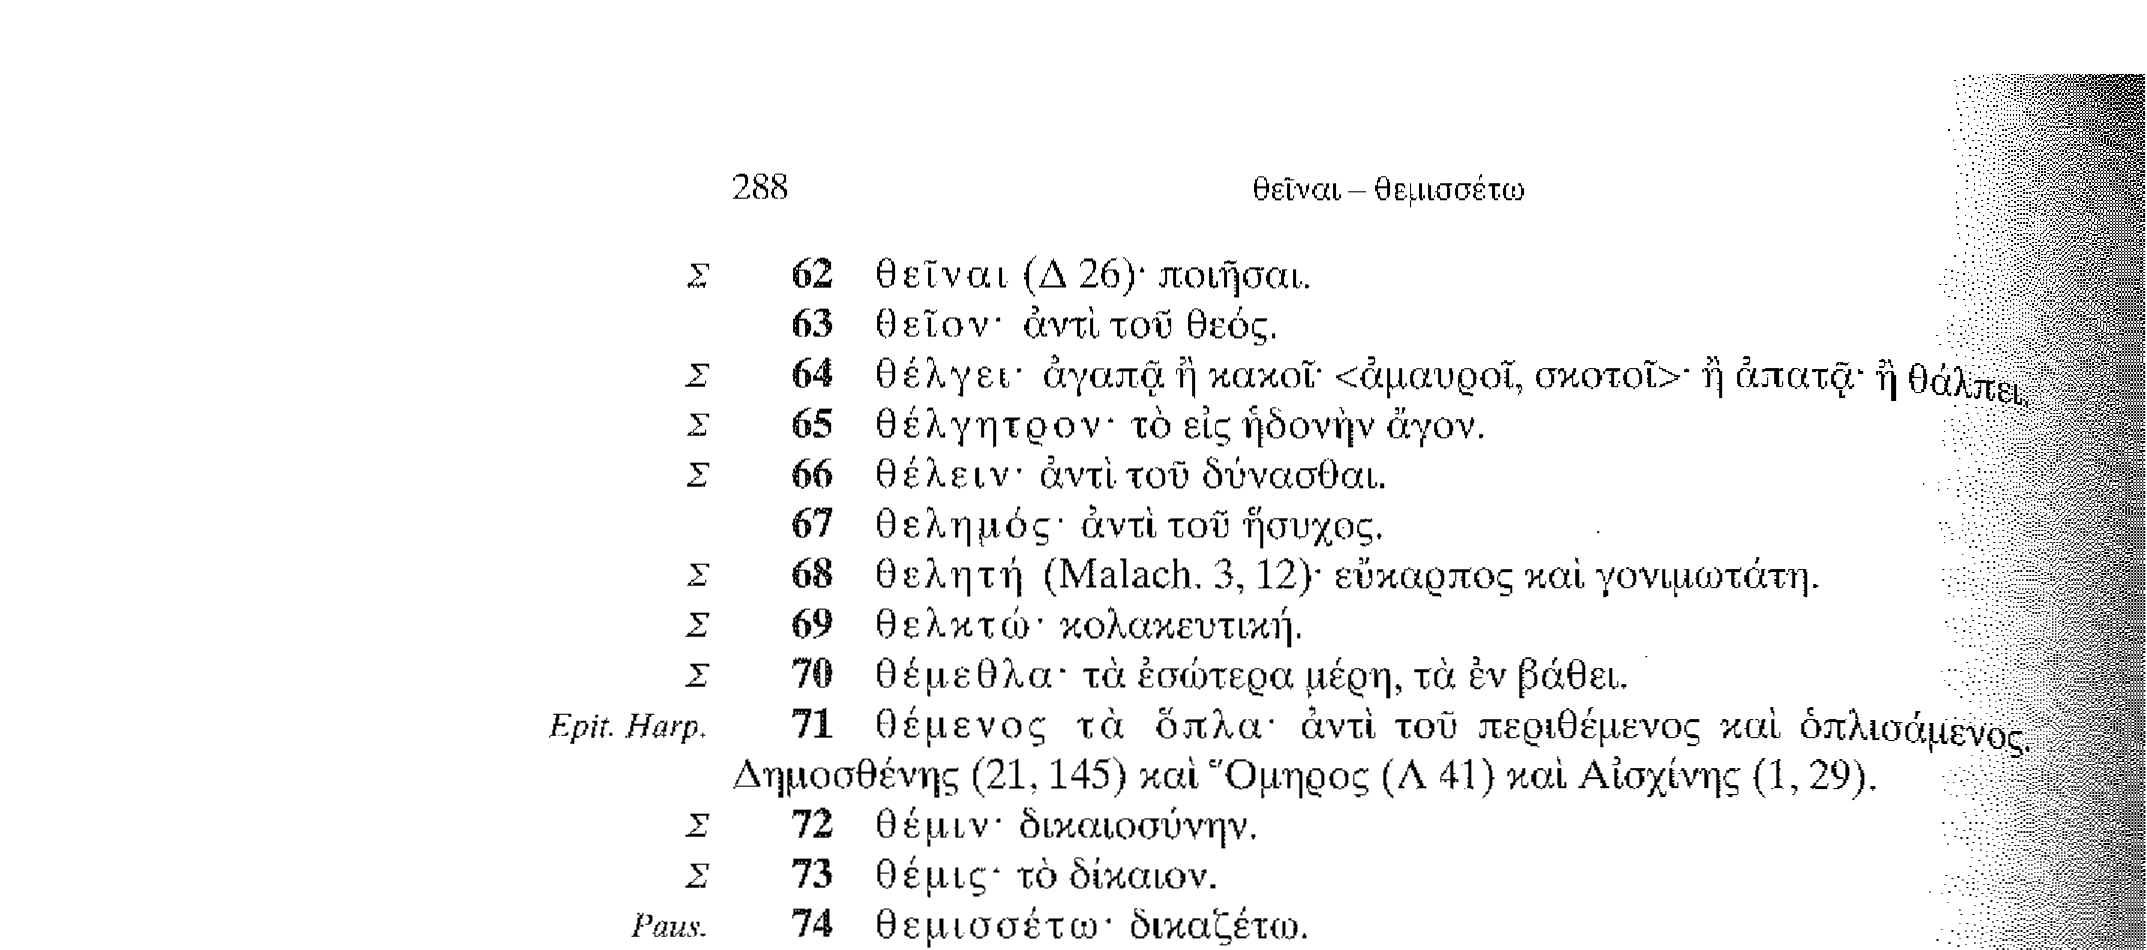 288 θεῖναι – θεμισσέτω
Σ 62 θεῖναι (Δ 26)· ποιῆσαι.
63 θεῖον· ἀντὶ τοῦ θεός.
Σ 64 θέλγει· ἀγαπᾷ ἢ κακοῖ· <ἀμαυροῖ, σκοτοῖ>· ἢ ἀπατᾷ· ἢ θάλπει.
Σ 65 θέλγητρον· τὸ εἰς ἡδονὴν ἄγον.
Σ 66 θέλειν· ἀντὶ τοῦ δύνασθαι.
67 θελημός· ἀντὶ τοῦ ἥσυχος.
Σ 68 θελητή (Malach. 3, 12)· εὔκαρπος καὶ γονιμωτάτη.
Σ 69 θελκτώ· κολακευτική.
Σ 70 θέμεθλα· τὰ ἐσώτερα μέρη, τὰ ἐν βάθει.
Epit. Harp. 71 θέμενος τὰ ὅπλα· ἀντὶ τοῦ περιθέμενος καὶ ὁπλισάμενος.
Δημοσθένης (21, 145) καὶ Ὅμηρος (Λ 41) καὶ Αἰσχίνης (1, 29).
Σ 72 θέμιν· δικαιοσύνην.
Σ 73 θέμις· τὸ δίκαιον.
Paus. 74 θεμισσέτω· δικαζέτω.